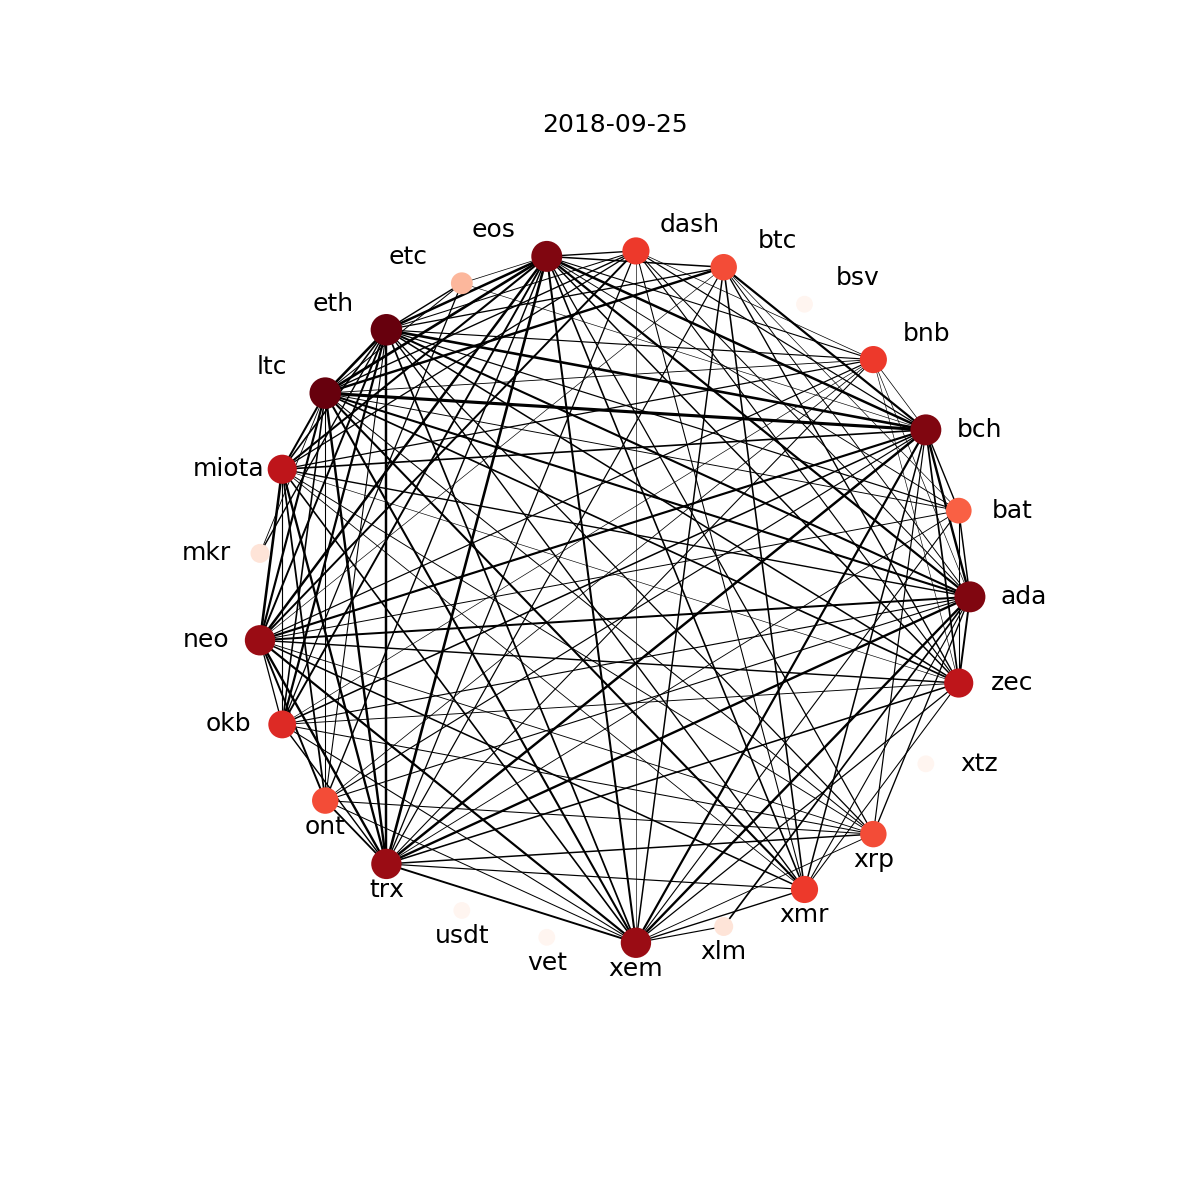 2018-09-25
dash
eos
btc
etc
bsv
eth
bnb
ltc
bch
miota
bat
mkr
ada
neo
zec
okb
xtz
ont
xrp
trx
xmr
usdt
xlm
vet
xem